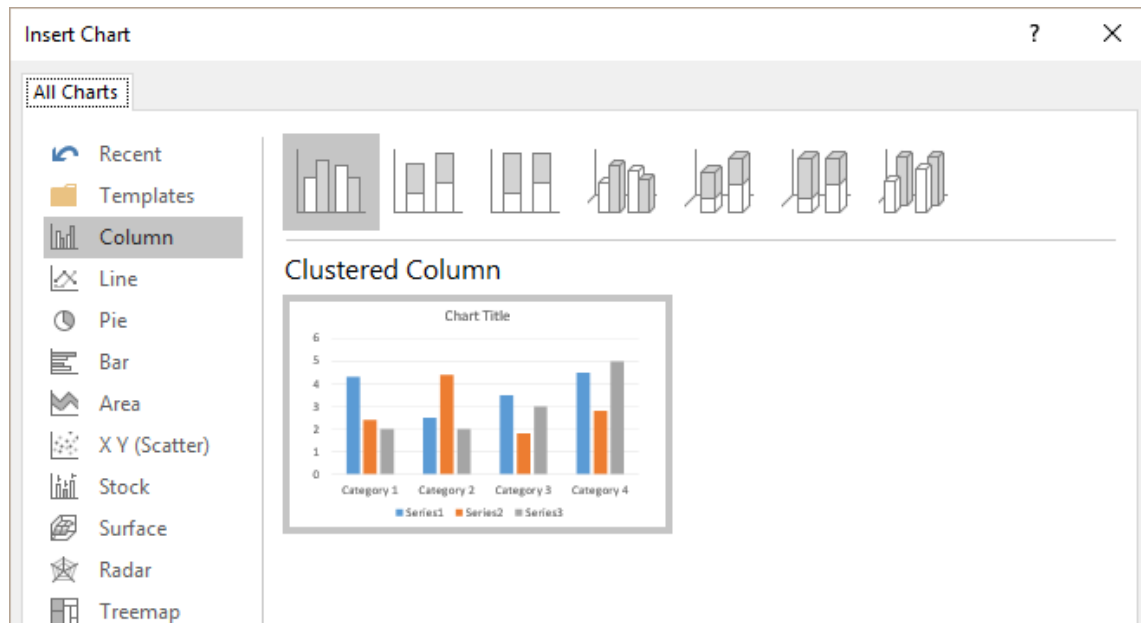 Insert Chart ?
All Charts
Recent
Templates
Column
Line
Pie
Bar
Area
X Y (Scatter)
Stock
Surface
Radar
Treemap
Clustered Column
Chart Title
6
5
4
3
2
1
0
Category 1 Category 2 Category 3 Category 4
Series1 Series2 Series3